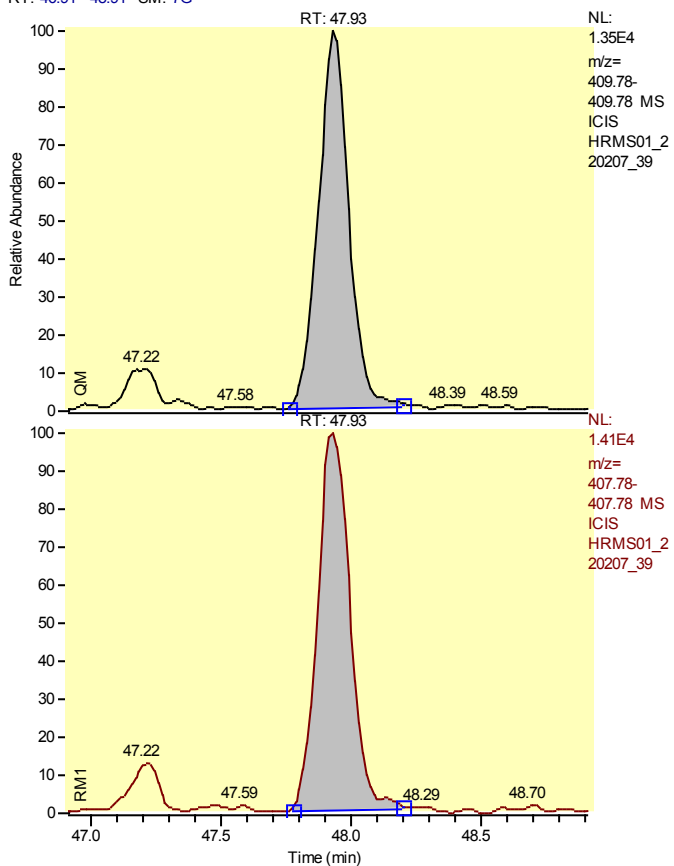 RT: 47.93
NL:
1.35E4
m/z=
409.78-
409.78 MS
ICIS
HRMS01_2
20207_39
100
90
80
70
60
50
40
30
20
10
0
Relative Abundance
QM
47.22
47.58
48.39
48.59
RT: 47.93
NL:
1.41E4
m/z=
407.78-
407.78 MS
ICIS
HRMS01_2
20207_39
100
90
80
70
60
50
40
30
20
10
0
RM1
47.22
47.59
48.29
48.70
47.0
47.5
48.0
48.5
Time (min)